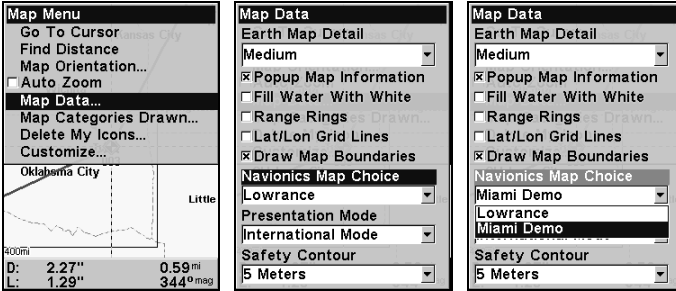 Map Menu
Go To Cursor
Find Distance
Map Orientation...
Auto Zoom
Map Data...
Map Categories Drawn...
Delete My Icons...
Customize...
Oklahoma City
Little
400mi
D: 2.27" 0.59 mi
L: 1.29" 344º mag
Map Data
Earth Map Detail
Medium
Popup Map Information
Fill Water With White
Range Rings
Lat/Lon Grid Lines
Draw Map Boundaries
Navionics Map Choice
Lowrance
Presentation Mode
International Mode
Safety Contour
5 Meters
Map Data
Earth Map Detail
Medium
Popup Map Information
Fill Water With White
Range Rings
Lat/Lon Grid Lines
Draw Map Boundaries
Navionics Map Choice
Miami Demo
Lowrance
Miami Demo
International Mode
Safety Contour
5 Meters